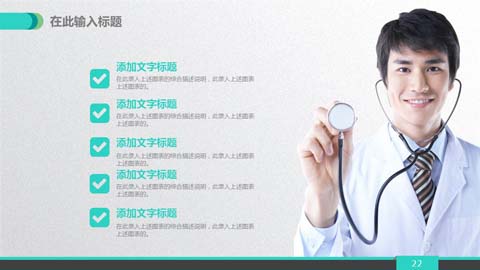 在此输入标题
添加文字标题
在此录入上述图表的综合描述说明，此录入上述图表
上述图表的。
添加文字标题
在此录入上述图表的综合描述说明，此录入上述图表
上述图表的。
添加文字标题
在此录入上述图表的综合描述说明，此录入上述图表
上述图表的。
添加文字标题
在此录入上述图表的综合描述说明，此录入上述图表
上述图表的。
添加文字标题
在此录入上述图表的综合描述说明，此录入上述图表
上述图表的。
22